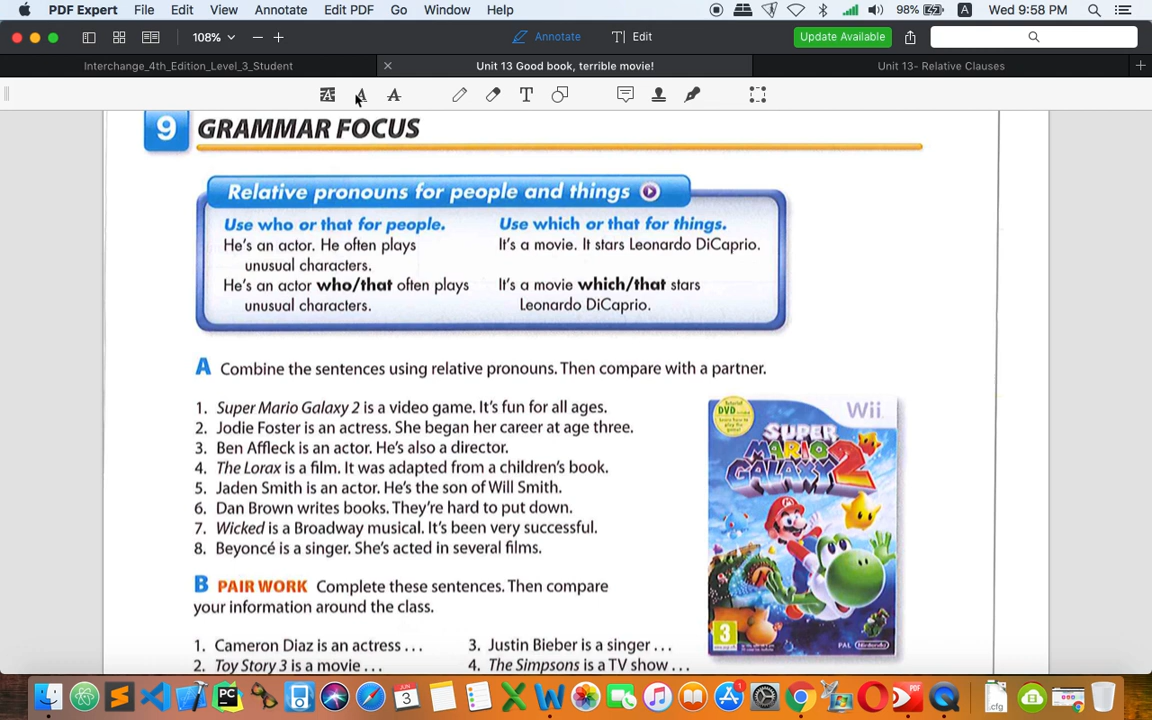 PDF Expert File Edit View Annotate Edit PDF Go Window Help 98% A Wed 9:58 PM
108% Annotate T Edit Update Available
Interchange_4th_Edition_Level_3_Student Unit 13 Good book, terrible movie! Unit 13- Relative Clauses
A A A T
9 GRAMMAR FOCUS
Relative pronouns for people and things
Use who or that for people. Use which or that for things.
He's an actor. He often plays It's a movie. It stars Leonardo DiCaprio.
unusual characters.
He's an actor who/that often plays It's a movie which/that stars
unusual characters. Leonardo DiCaprio.
A Combine the sentences using relative pronouns. Then compare with a partner.
1. Super Mario Galaxy 2 is a video game. It's fun for all ages.
2. Jodie Foster is an actress. She began her career at age three.
3. Ben Affleck is an actor. He's also a director.
4. The Lorax is a film. It was adapted from a children's book.
5. Jaden Smith is an actor. He's the son of Will Smith.
6. Dan Brown writes books. They're hard to put down.
7. Wicked is a Broadway musical. It's been very successful.
8. Beyoncé is a singer. She's acted in several films.
DVD
Wii
SUPER
MARIO
GALAXY 2
3
PAL Nintendo
B PAIR WORK Complete these sentences. Then compare
your information around the class.
1. Cameron Diaz is an actress ... 3. Justin Bieber is a singer ...
2. Toy Story 3 is a movie ... 4. The Simpsons is a TV show ...
PC JUN 3 X W 1 PDF .cfg